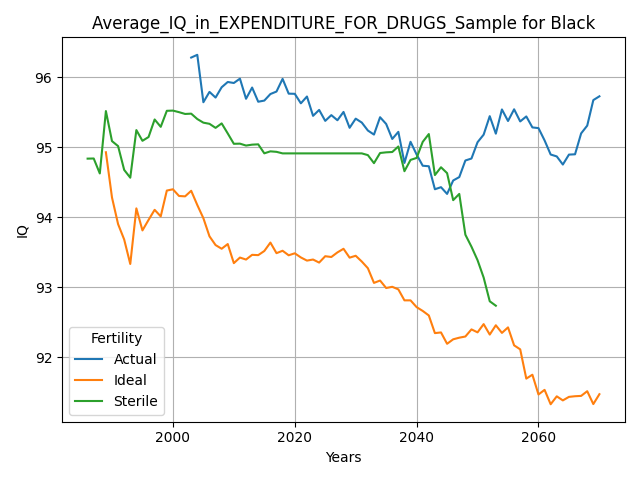 Average_IQ_in_EXPENDITURE_FOR_DRUGS_Sample for Black
96
95
94
93
92
IQ
Fertility
Actual
Ideal
Sterile
2000
2020
2040
2060
Years